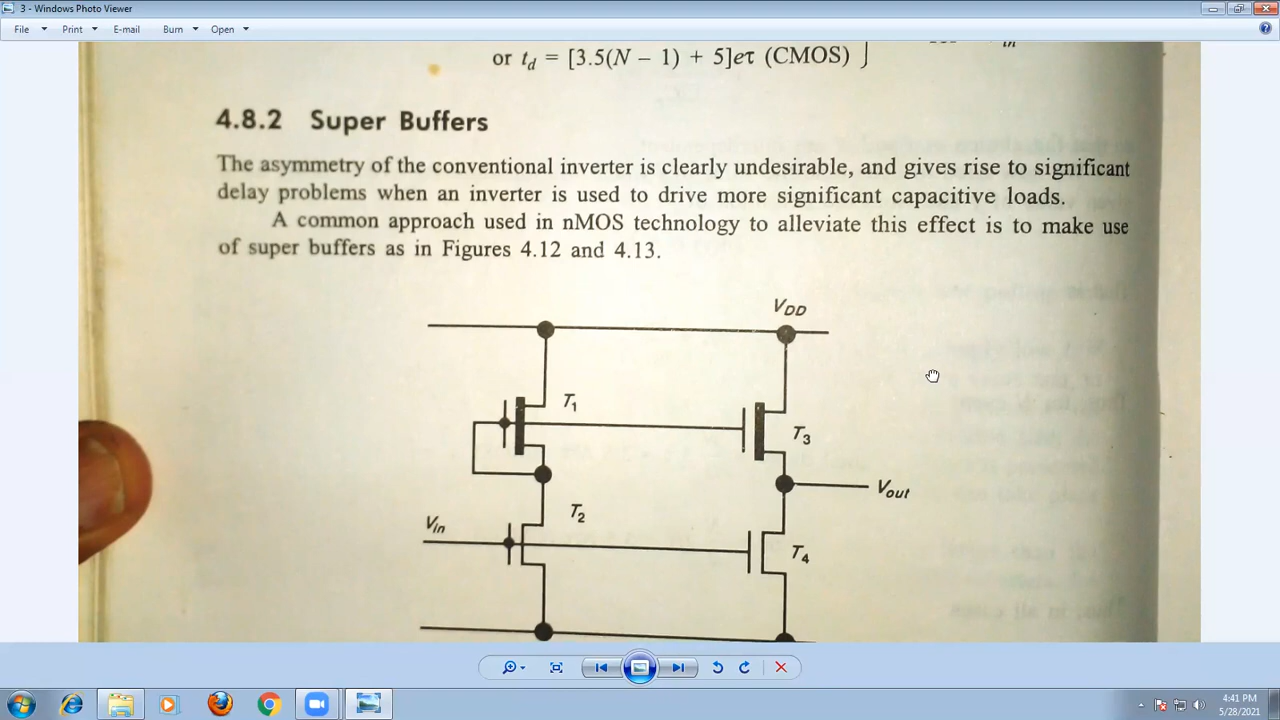 3 - Windows Photo Viewer
File Print Burn E-mail Open
or t_d = [3.5(N – 1) + 5]eτ (CMOS)
in
4.8.2 Super Buffers
The asymmetry of the conventional inverter is clearly undesirable, and gives rise to significant
delay problems when an inverter is used to drive more significant capacitive loads.
A common approach used in nMOS technology to alleviate this effect is to make use
of super buffers as in Figures 4.12 and 4.13.
V_DD
T_1
T_3
V_out
T_2
V_in
T_4
4:41 PM
5/28/2021